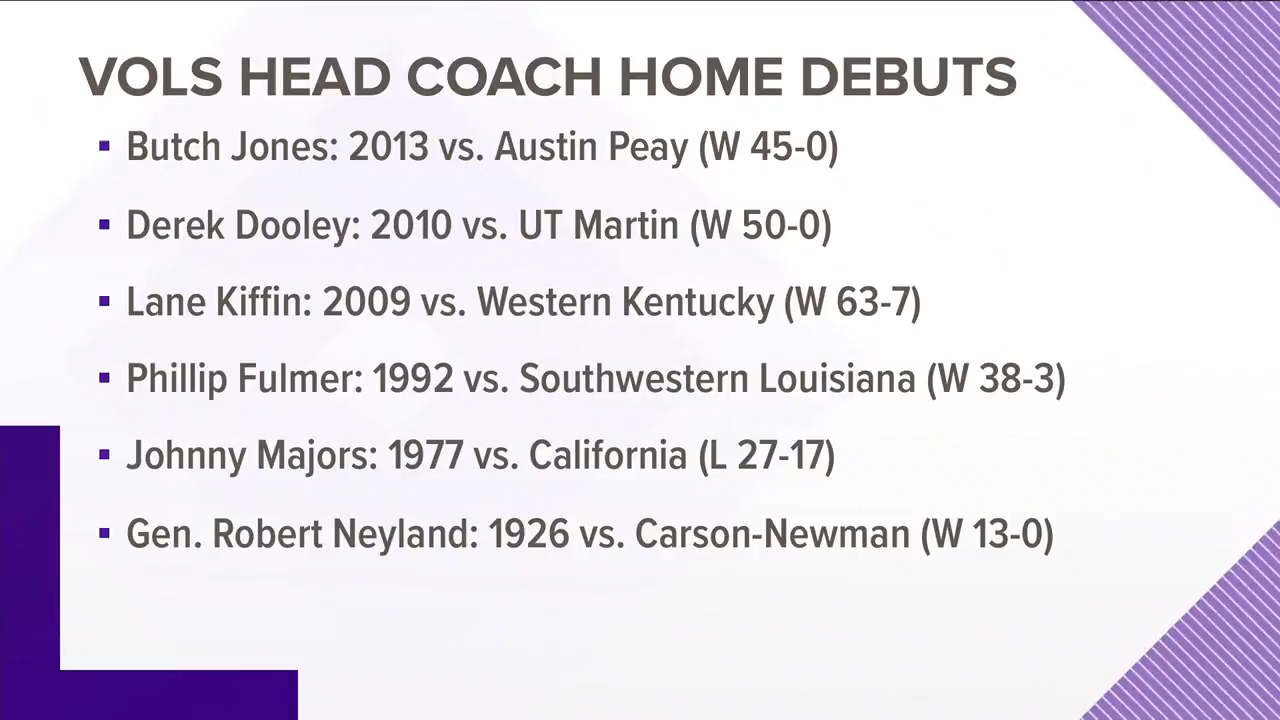 VOLS HEAD COACH HOME DEBUTS
▪ Butch Jones: 2013 vs. Austin Peay (W 45-0)
▪ Derek Dooley: 2010 vs. UT Martin (W 50-0)
▪ Lane Kiffin: 2009 vs. Western Kentucky (W 63-7)
▪ Phillip Fulmer: 1992 vs. Southwestern Louisiana (W 38-3)
▪ Johnny Majors: 1977 vs. California (L 27-17)
▪ Gen. Robert Neyland: 1926 vs. Carson-Newman (W 13-0)